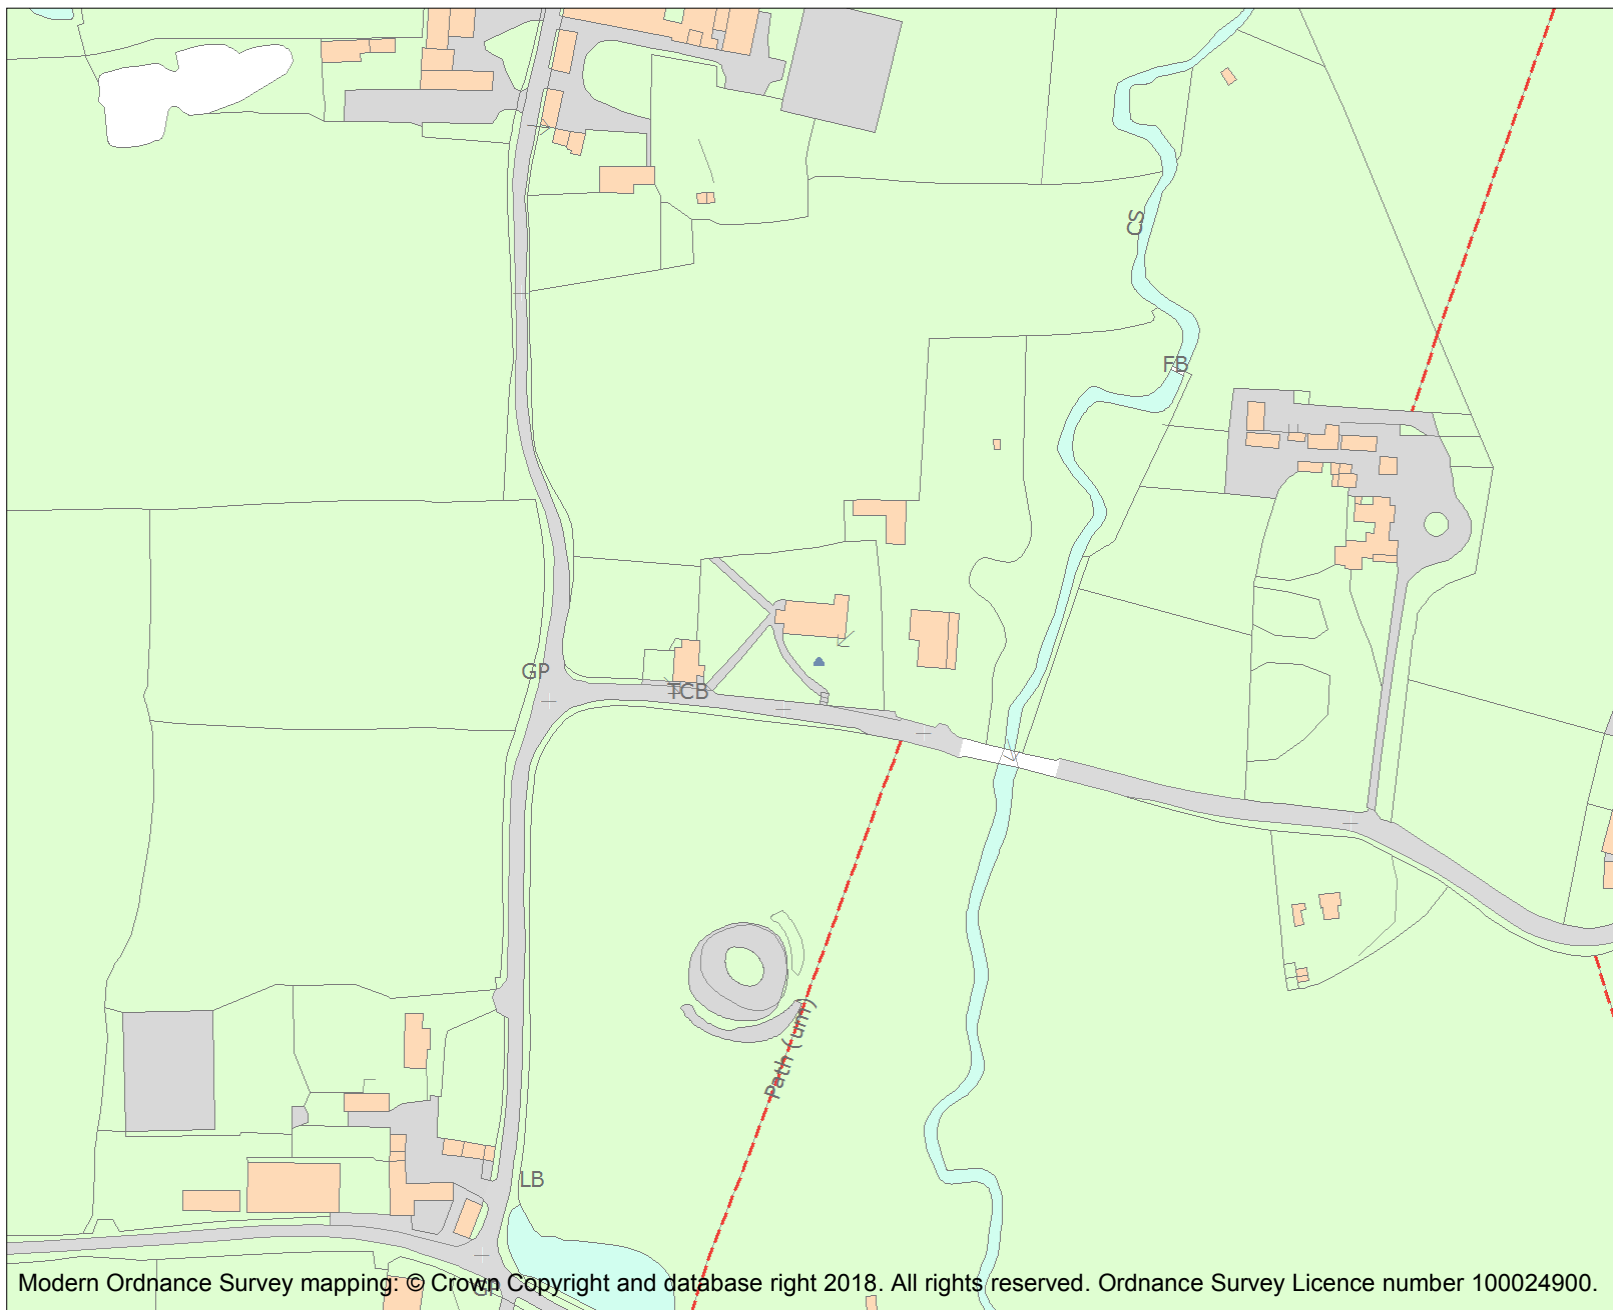 CS
FB
GP
TCB
Path (um)
LB
GP
Modern Ordnance Survey mapping: © Crown Copyright and database right 2018. All rights reserved. Ordnance Survey Licence number 100024900.